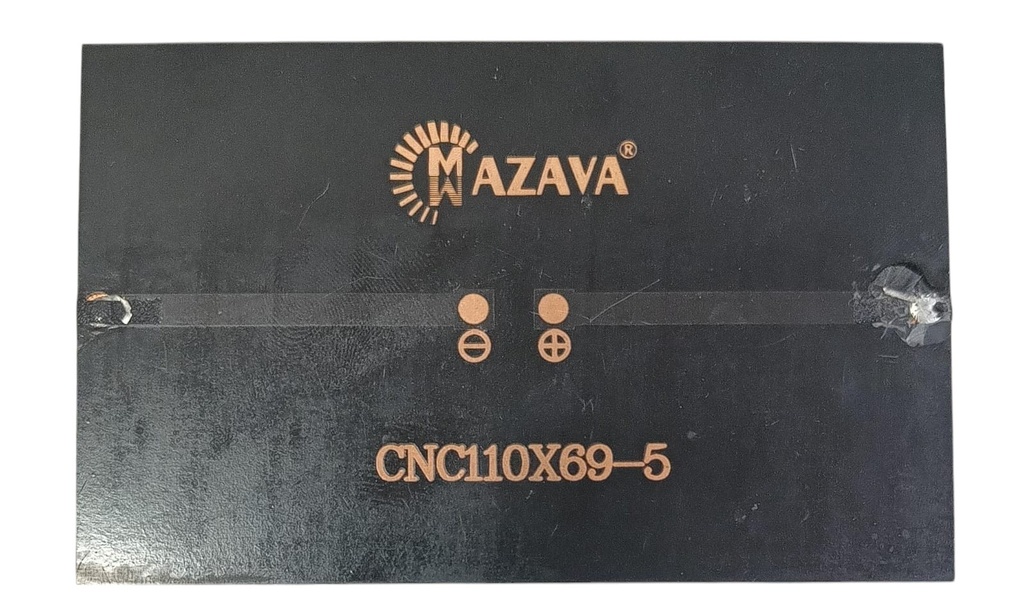 MAZAVA®
⊖ ⊕
CNC110X69-5